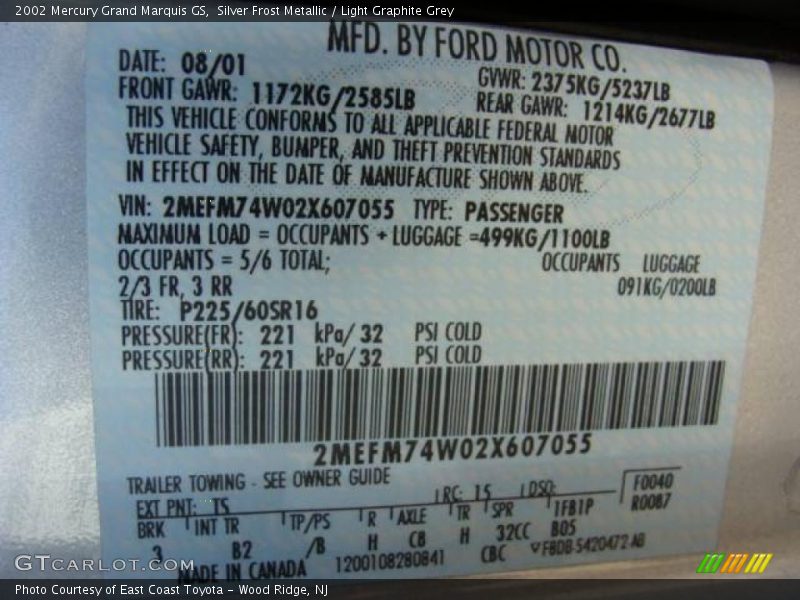 2002 Mercury Grand Marquis GS, Silver Frost Metallic / Light Graphite Grey
MFD. BY FORD MOTOR CO.
DATE: 08/01 GVWR: 2375KG/5237LB
FRONT GAWR: 1172KG/2585LB REAR GAWR: 1214KG/2677LB
THIS VEHICLE CONFORMS TO ALL APPLICABLE FEDERAL MOTOR
VEHICLE SAFETY, BUMPER, AND THEFT PREVENTION STANDARDS
IN EFFECT ON THE DATE OF MANUFACTURE SHOWN ABOVE.
VIN: 2MEFM74W02X607055 TYPE: PASSENGER
MAXIMUM LOAD = OCCUPANTS + LUGGAGE =499KG/1100LB
OCCUPANTS = 5/6 TOTAL; OCCUPANTS LUGGAGE
2/3 FR, 3 RR 091KG/0200LB
TIRE: P225/60SR16
PRESSURE(FR): 221 kPa/ 32 PSI COLD
PRESSURE(RR): 221 kPa/ 32 PSI COLD
2MEFM74W02X607055
TRAILER TOWING - SEE OWNER GUIDE
EXT PNT: TS RC: 15 DSO: F0040
BRK INT TR TP/PS R AXLE TR SPR 1FB1P R0087
3 B2 /B H C8 H 32CC B05
MADE IN CANADA 1200108280841 CBC F8DB-5420472 AB
GTCarLot.com
Photo Courtesy of East Coast Toyota - Wood Ridge, NJ